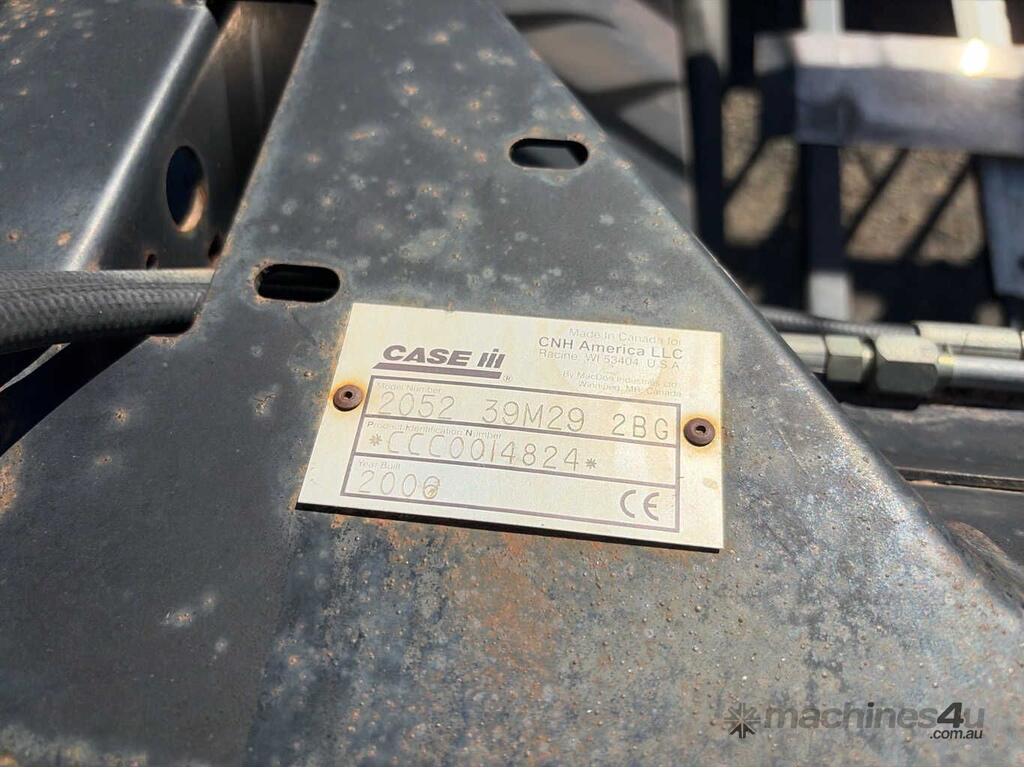 CASE III
®
Made in Canada for
CNH America LLC
Racine, WI 53404 U.S.A
By MacDon Industries Ltd.
Winnipeg, MB, Canada
Model Number
2052 39M29 2BG
Product Identification Number
*CCC0014824*
Year Built
2006
CE
machines4u
.com.au